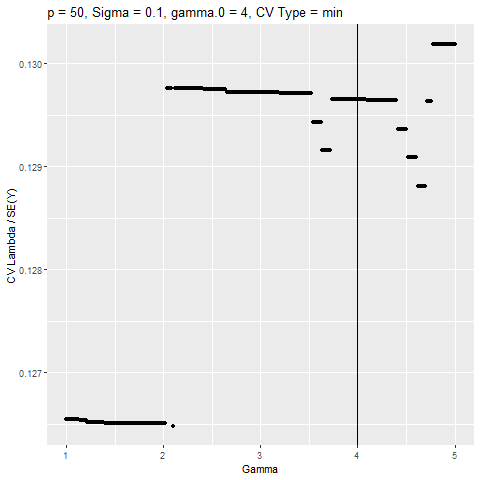 p = 50, Sigma = 0.1, gamma.0 = 4, CV Type = min
CV Lambda / SE(Y)
0.130
0.129
0.128
0.127
1 2 3 4 5
Gamma